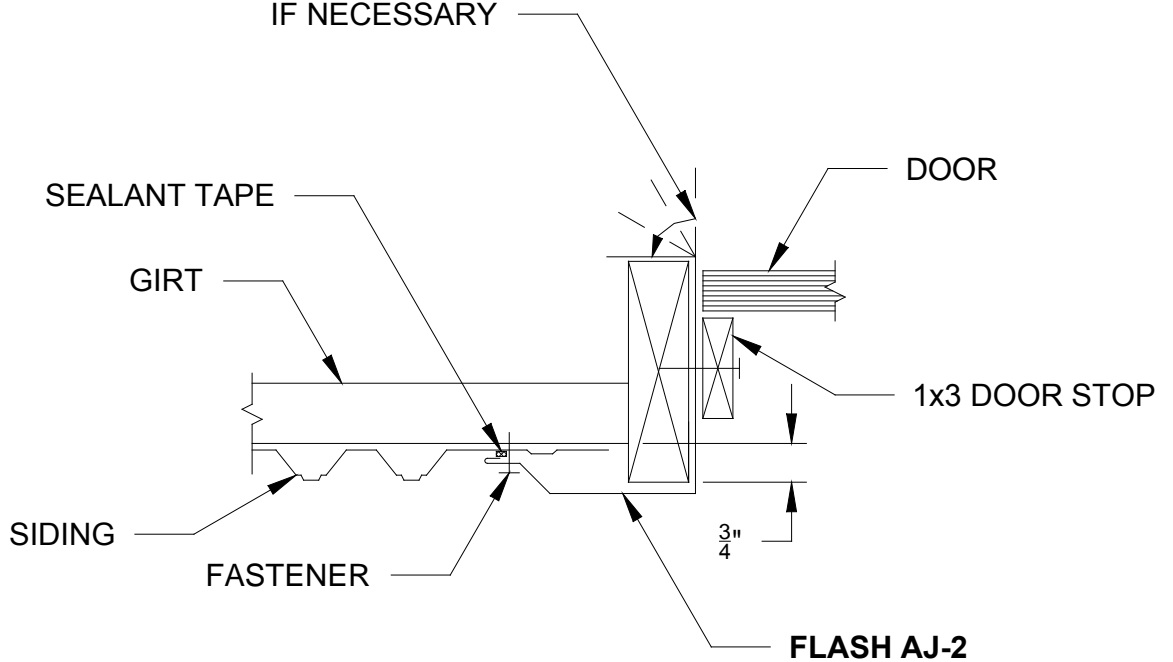 IF NECESSARY
DOOR
SEALANT TAPE
GIRT
1x3 DOOR STOP
SIDING
3/4"
FASTENER
FLASH AJ-2